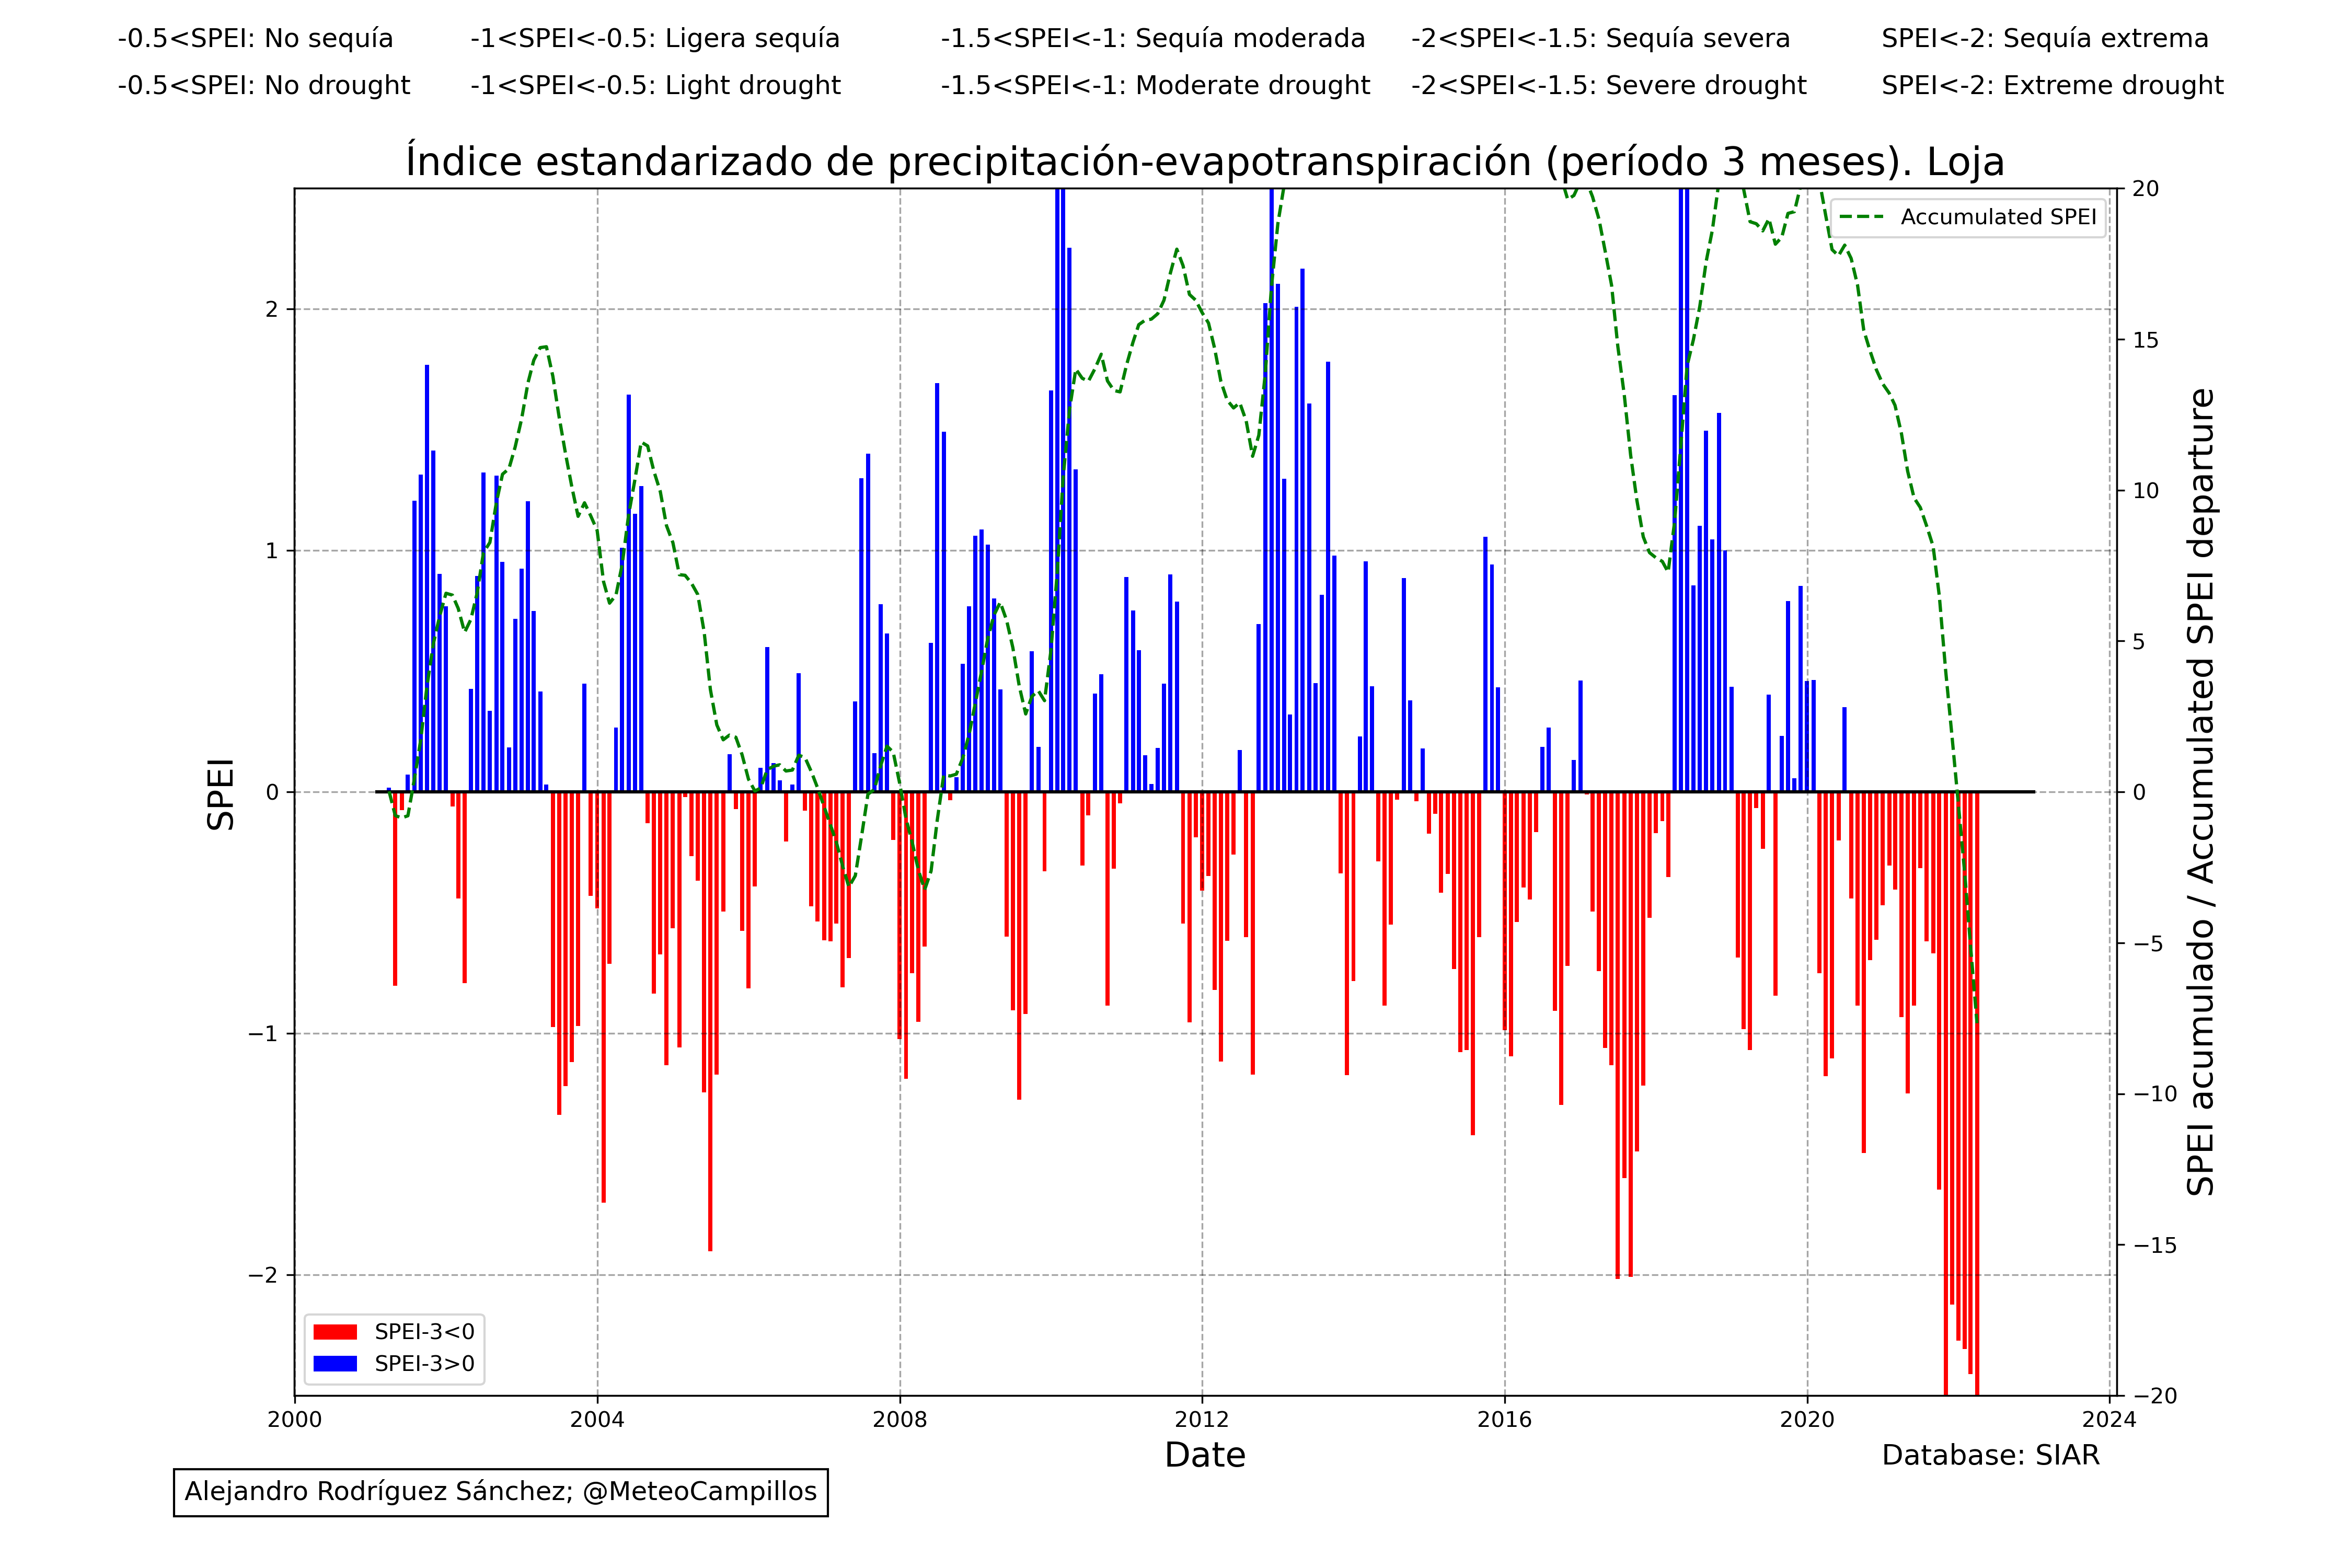 -0.5<SPEI: No sequía -1<SPEI<-0.5: Ligera sequía -1.5<SPEI<-1: Sequía moderada -2<SPEI<-1.5: Sequía severa SPEI<-2: Sequía extrema
-0.5<SPEI: No drought -1<SPEI<-0.5: Light drought -1.5<SPEI<-1: Moderate drought -2<SPEI<-1.5: Severe drought SPEI<-2: Extreme drought
Índice estandarizado de precipitación-evapotranspiración (período 3 meses). Loja
SPEI
2
1
0
−1
−2
Accumulated SPEI
20
15
10
5
0
−5
−10
−15
−20
SPEI acumulado / Accumulated SPEI departure
SPEI-3<0
SPEI-3>0
2000 2004 2008 2012 2016 2020 2024
Date
Database: SIAR
Alejandro Rodríguez Sánchez; @MeteoCampillos